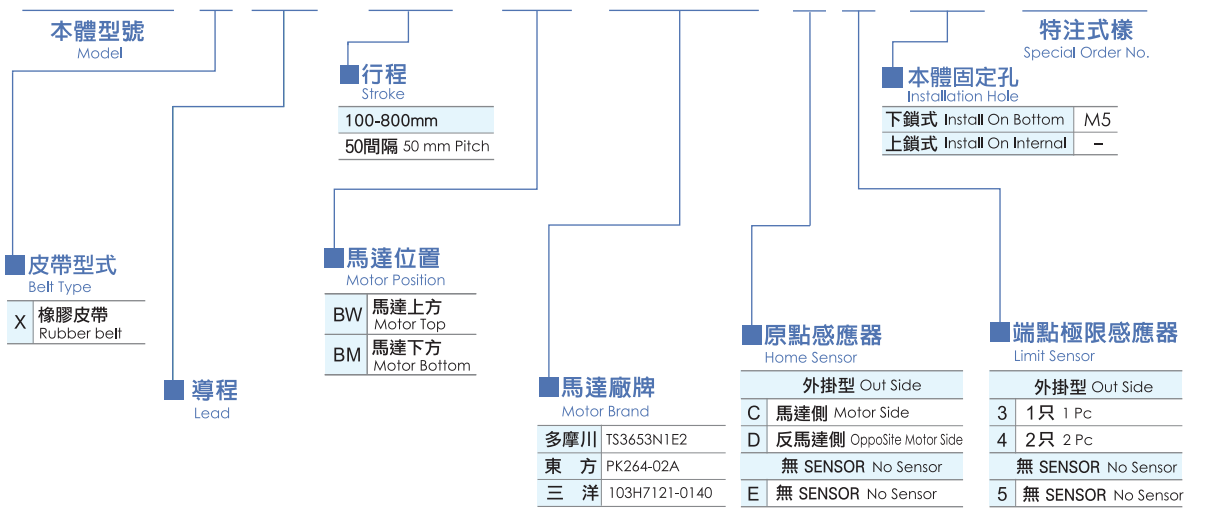 本體型號
Model
特注式樣
Special Order No.
行程
Stroke
100-800mm
50間隔 50 mm Pitch
本體固定孔
Installation Hole
下鎖式 Install On Bottom M5
上鎖式 Install On Internal –
皮帶型式
Belt Type
X 橡膠皮帶
Rubber belt
導程
Lead
馬達位置
Motor Position
BW 馬達上方
Motor Top
BM 馬達下方
Motor Bottom
馬達廠牌
Motor Brand
多摩川 TS3653N1E2
東方 PK264-02A
三洋 103H7121-0140
原點感應器
Home Sensor
外掛型 Out Side
C 馬達側 Motor Side
D 反馬達側 OppoSite Motor Side
無 SENSOR No Sensor
E 無 SENSOR No Sensor
端點極限感應器
Limit Sensor
外掛型 Out Side
3 1只 1 Pc
4 2只 2 Pc
無 SENSOR No Sensor
5 無 SENSOR No Sensor